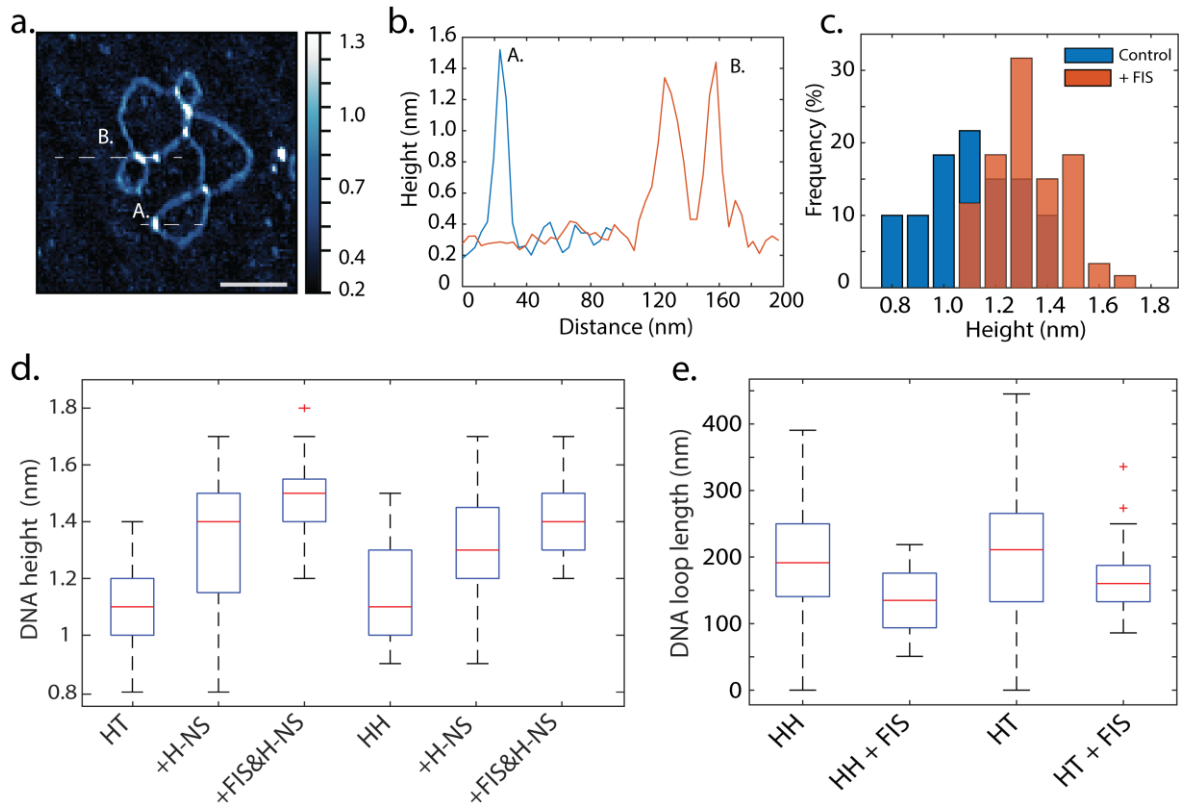 a.
1.3
1.0
0.7
0.4
0.2
B.
A.
b.
1.6
1.4
1.2
1.0
0.8
0.6
0.4
0.2
0
Height (nm)
A.
B.
0 40 80 120 160 200
Distance (nm)
c.
Control
+ FIS
30
20
10
0
Frequency (%)
0.8 1.0 1.2 1.4 1.6 1.8
Height (nm)
d.
1.8
1.6
1.4
1.2
1
0.8
DNA height (nm)
HT
+H-NS
+FIS&H-NS
HH
+H-NS
+FIS&H-NS
e.
400
300
200
100
0
DNA loop length (nm)
HH
HH + FIS
HT
HT + FIS